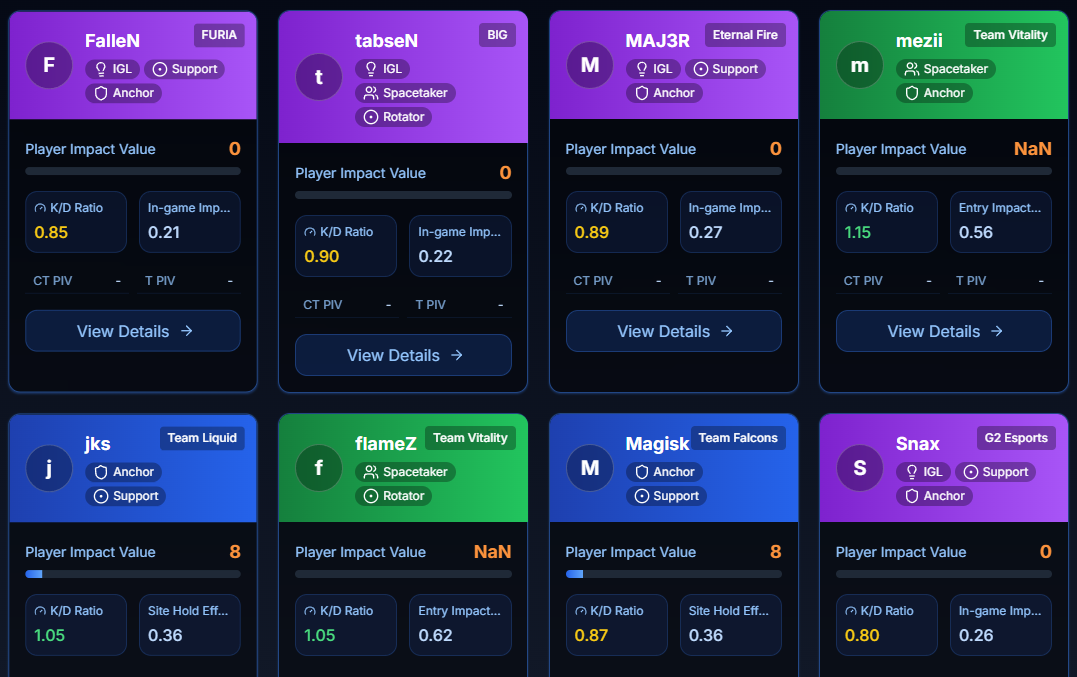 F
FalleN
FURIA
IGL
Support
Anchor
Player Impact Value 0
K/D Ratio
0.85
In-game Imp...
0.21
CT PIV -
T PIV -
View Details →
t
tabseN
BIG
IGL
Spacetaker
Rotator
Player Impact Value 0
K/D Ratio
0.90
In-game Imp...
0.22
CT PIV -
T PIV -
View Details →
M
MAJ3R
Eternal Fire
IGL
Support
Anchor
Player Impact Value 0
K/D Ratio
0.89
In-game Imp...
0.27
CT PIV -
T PIV -
View Details →
m
mezii
Team Vitality
Spacetaker
Anchor
Player Impact Value NaN
K/D Ratio
1.15
Entry Impact...
0.56
CT PIV -
T PIV -
View Details →
j
jks
Team Liquid
Anchor
Support
Player Impact Value 8
K/D Ratio
1.05
Site Hold Eff...
0.36
f
flameZ
Team Vitality
Spacetaker
Rotator
Player Impact Value NaN
K/D Ratio
1.05
Entry Impact...
0.62
M
Magisk
Team Falcons
Anchor
Support
Player Impact Value 8
K/D Ratio
0.87
Site Hold Eff...
0.36
S
Snax
G2 Esports
IGL
Support
Anchor
Player Impact Value 0
K/D Ratio
0.80
In-game Imp...
0.26